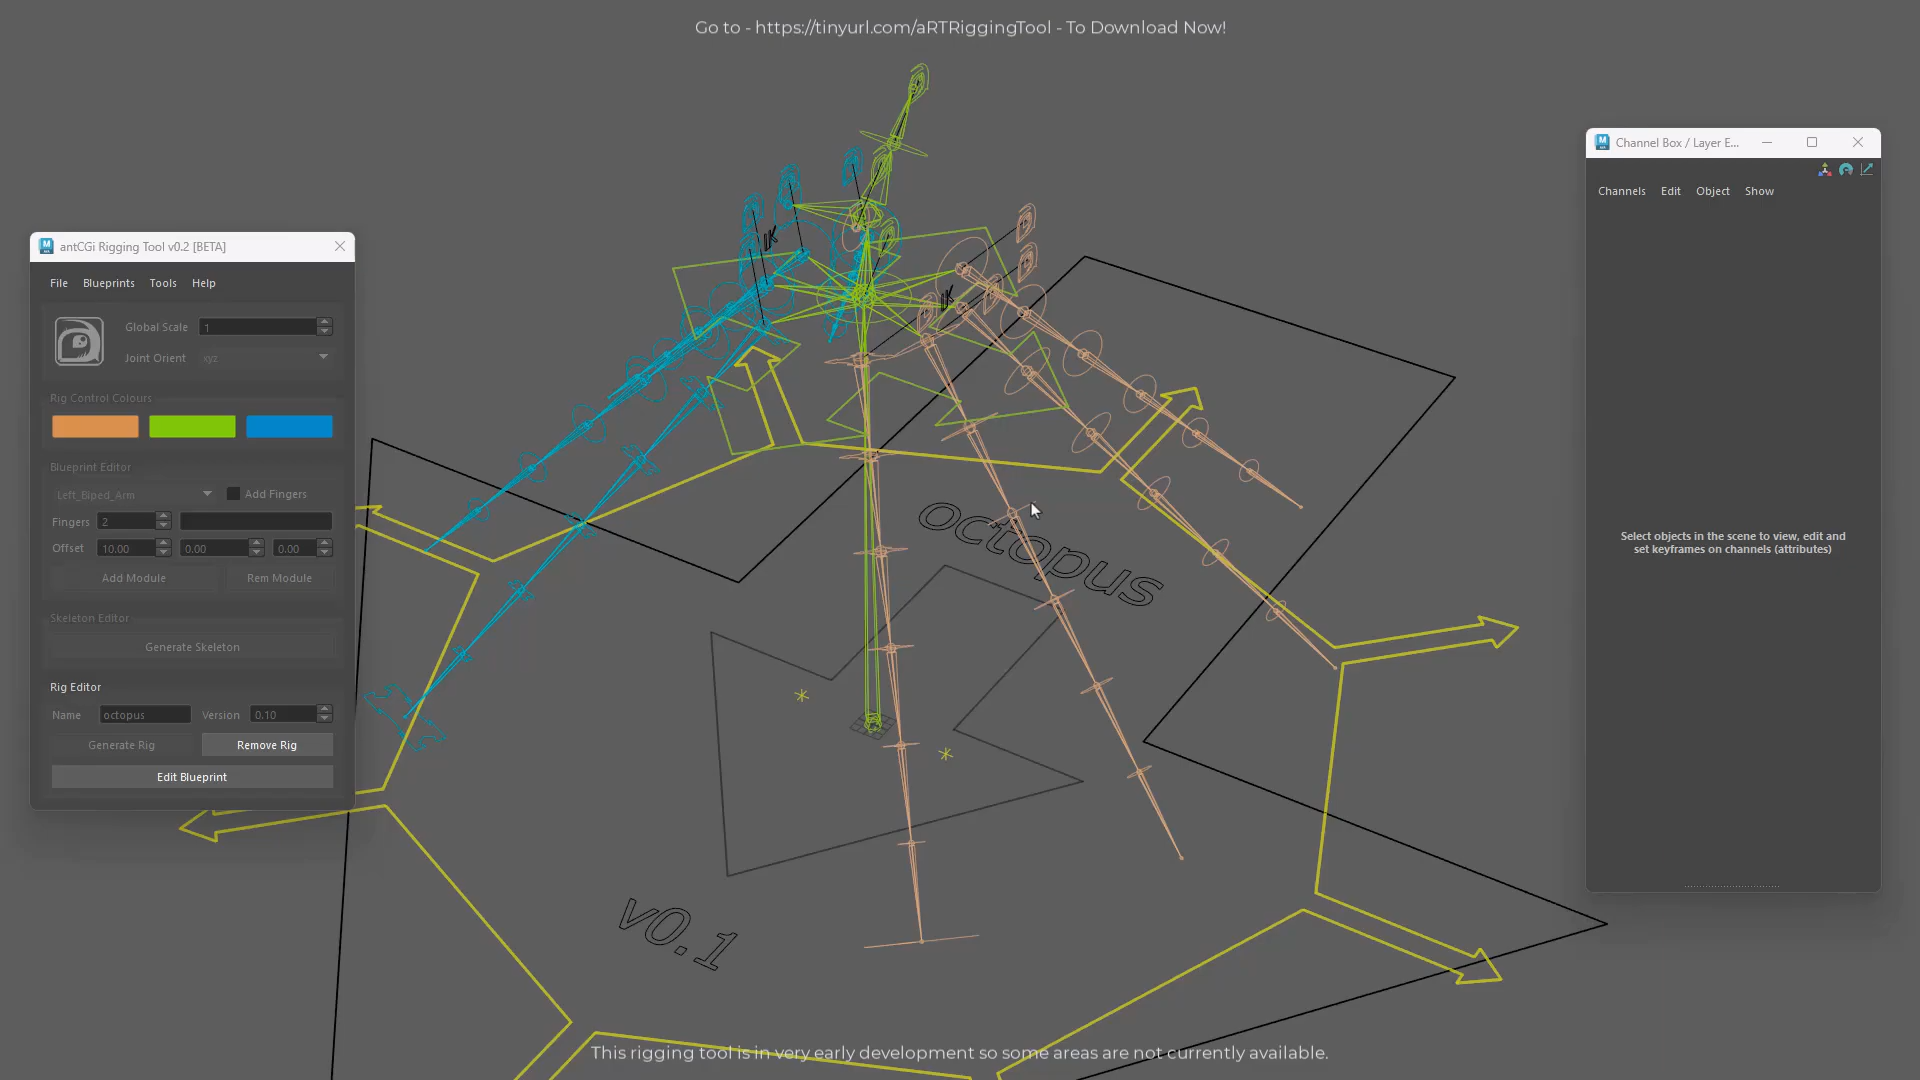 Go to - https://tinyurl.com/aRTRiggingTool - To Download Now!
antCGi Rigging Tool v0.2 [BETA]
File Blueprints Tools Help
Global Scale 1
Joint Orient xyz
Rig Control Colours
Blueprint Editor
Left_Biped_Arm Add Fingers
Fingers 2
Offset 10.00 0.00 0.00
Add Module Rem Module
Skeleton Editor
Generate Skeleton
Rig Editor
Name octopus Version 0.10
Generate Rig Remove Rig
Edit Blueprint
IK
IK
octopus
v0.1
Channel Box / Layer E...
Channels Edit Object Show
Select objects in the scene to view, edit and
set keyframes on channels (attributes)
This rigging tool is in very early development so some areas are not currently available.